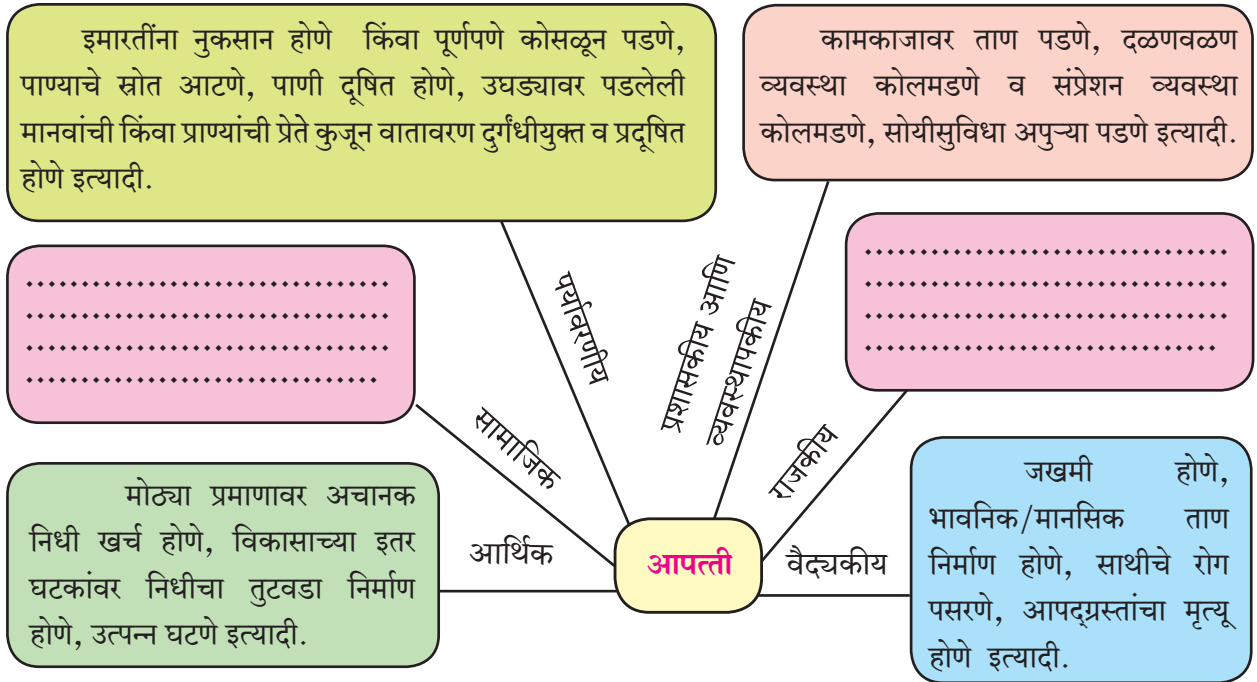 इमारतींना नुकसान होणे किंवा पूर्णपणे कोसळून पडणे,
पाण्याचे स्रोत आटणे, पाणी दूषित होणे, उघड्यावर पडलेली
मानवांची किंवा प्राण्यांची प्रेते कुजून वातावरण दुर्गंधीयुक्त व प्रदूषित
होणे इत्यादी.
कामकाजावर ताण पडणे, दळणवळण
व्यवस्था कोलमडणे व संप्रेशन व्यवस्था
कोलमडणे, सोयीसुविधा अपुऱ्या पडणे इत्यादी.
पर्यावरणीय
प्रशासकीय आणि
व्यवस्थापकीय
सामाजिक
राजकीय
मोठ्या प्रमाणावर अचानक
निधी खर्च होणे, विकासाच्या इतर
घटकांवर निधीचा तुटवडा निर्माण
होणे, उत्पन्न घटणे इत्यादी.
आर्थिक
आपत्ती
वैद्यकीय
जखमी होणे,
भावनिक/मानसिक ताण
निर्माण होणे, साथीचे रोग
पसरणे, आपद्ग्रस्तांचा मृत्यू
होणे इत्यादी.